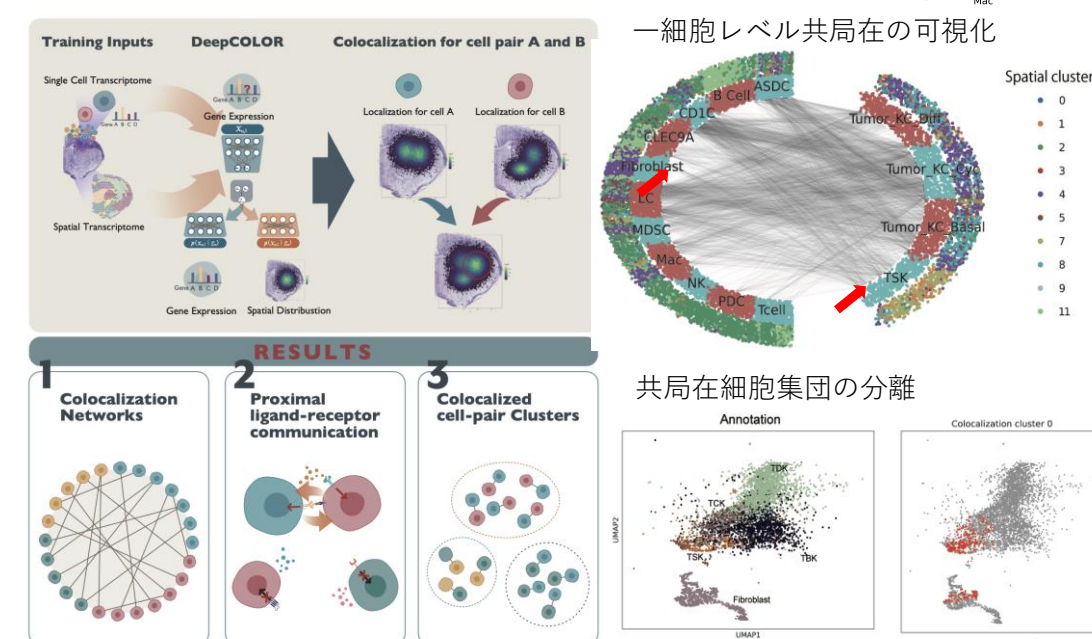 Mac
Training Inputs
DeepCOLOR
Colocalization for cell pair A and B
Single Cell Transcriptome
Gene A B C D
Gene Expression
Localization for cell A
Localization for cell B
Spatial Transcriptome
Gene A B C D
Gene Expression
Spatial Distribustion
RESULTS
1
Colocalization
Networks
2
Proximal
ligand-receptor
communication
3
Colocalized
cell-pair Clusters
一細胞レベル共局在の可視化
ASDC
B Cell
CD1C
CLEC9A
Fibroblast
LC
MDSC
Mac
NK
PDC
Tcell
Tumor_KC_Diff
Tumor_KC_Cyc
Tumor_KC_Basal
TSK
Spatial cluster
0
1
2
3
4
5
7
8
9
11
共局在細胞集団の分離
Annotation
TDK
TCK
TSK
TBK
Fibroblast
UMAP2
UMAP1
Colocalization cluster 0